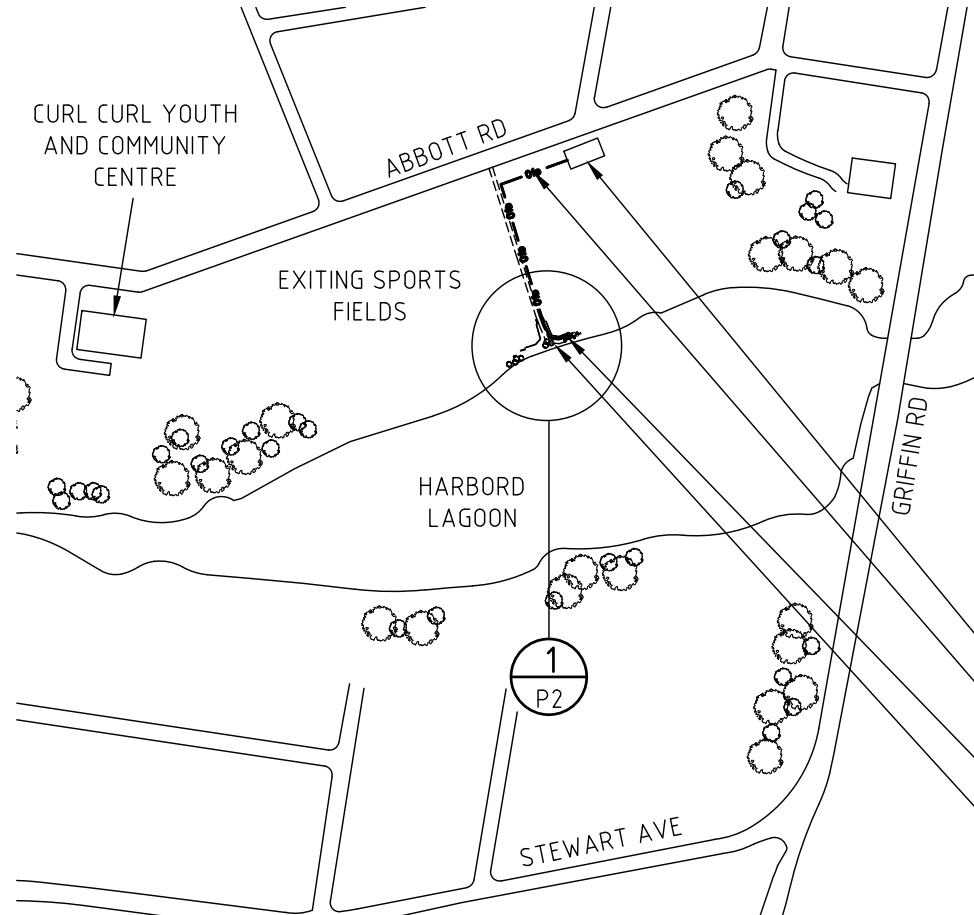 CURL CURL YOUTH
AND COMMUNITY
CENTRE
ABBOTT RD
EXITING SPORTS
FIELDS
HARBORD
LAGOON
GRIFFIN RD
1
P2
STEWART AVE